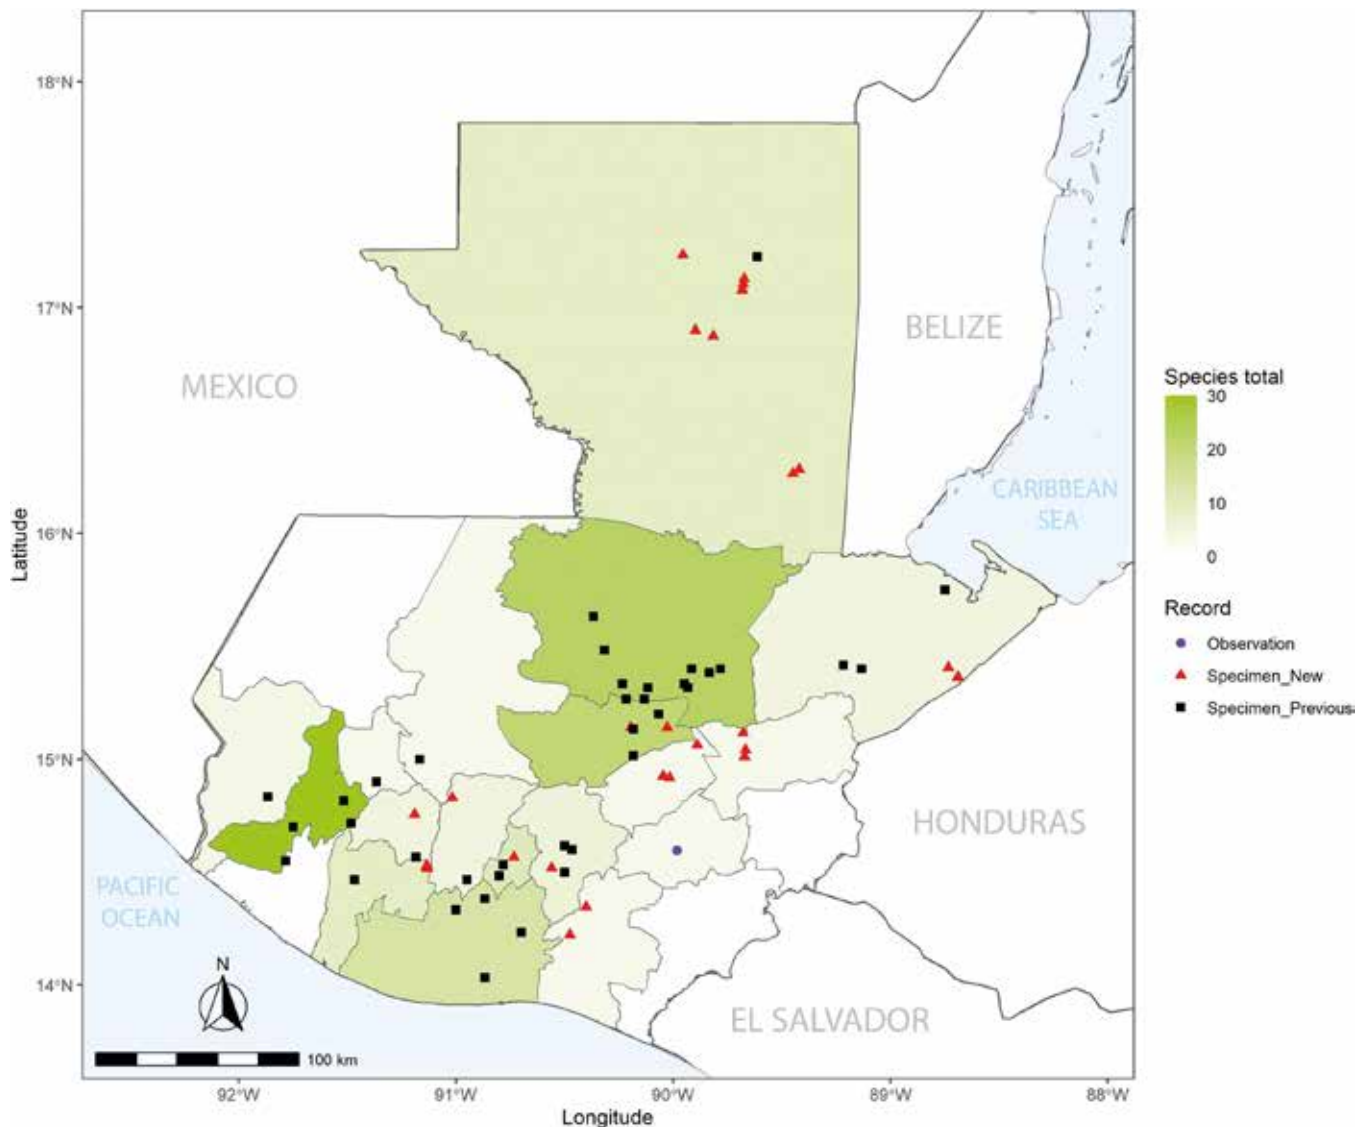 18°N
17°N
16°N
15°N
14°N
Latitude
92°W
91°W
90°W
89°W
88°W
Longitude
MEXICO
BELIZE
CARIBBEAN
SEA
HONDURAS
EL SALVADOR
PACIFIC
OCEAN
N
100 km
Species total
30
20
10
0
Record
Observation
Specimen_New
Specimen_Previous